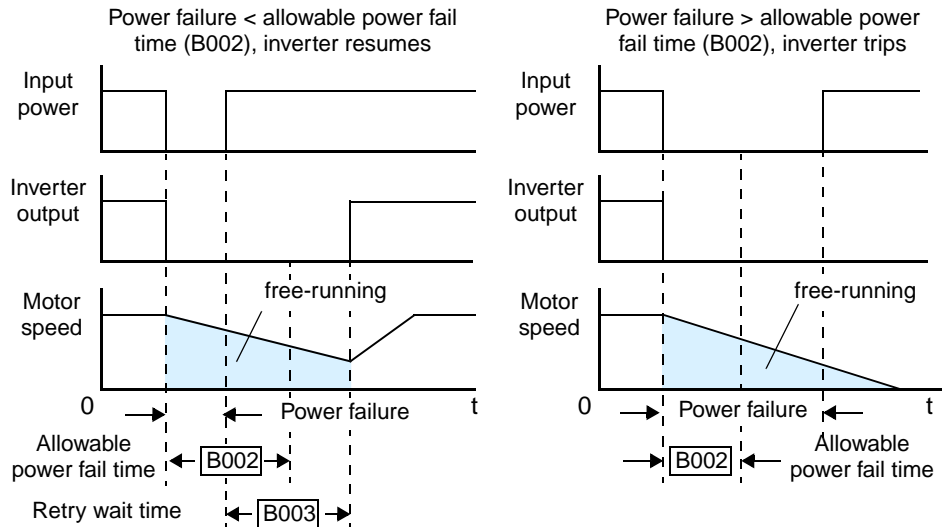 Power failure < allowable power fail
time (B002), inverter resumes
Input
power
Inverter
output
Motor
speed
free-running
0
Power failure
t
Allowable
power fail time
B002
Retry wait time
B003
Power failure > allowable power
fail time (B002), inverter trips
Input
power
Inverter
output
Motor
speed
free-running
0
Power failure
t
B002
Allowable
power fail time